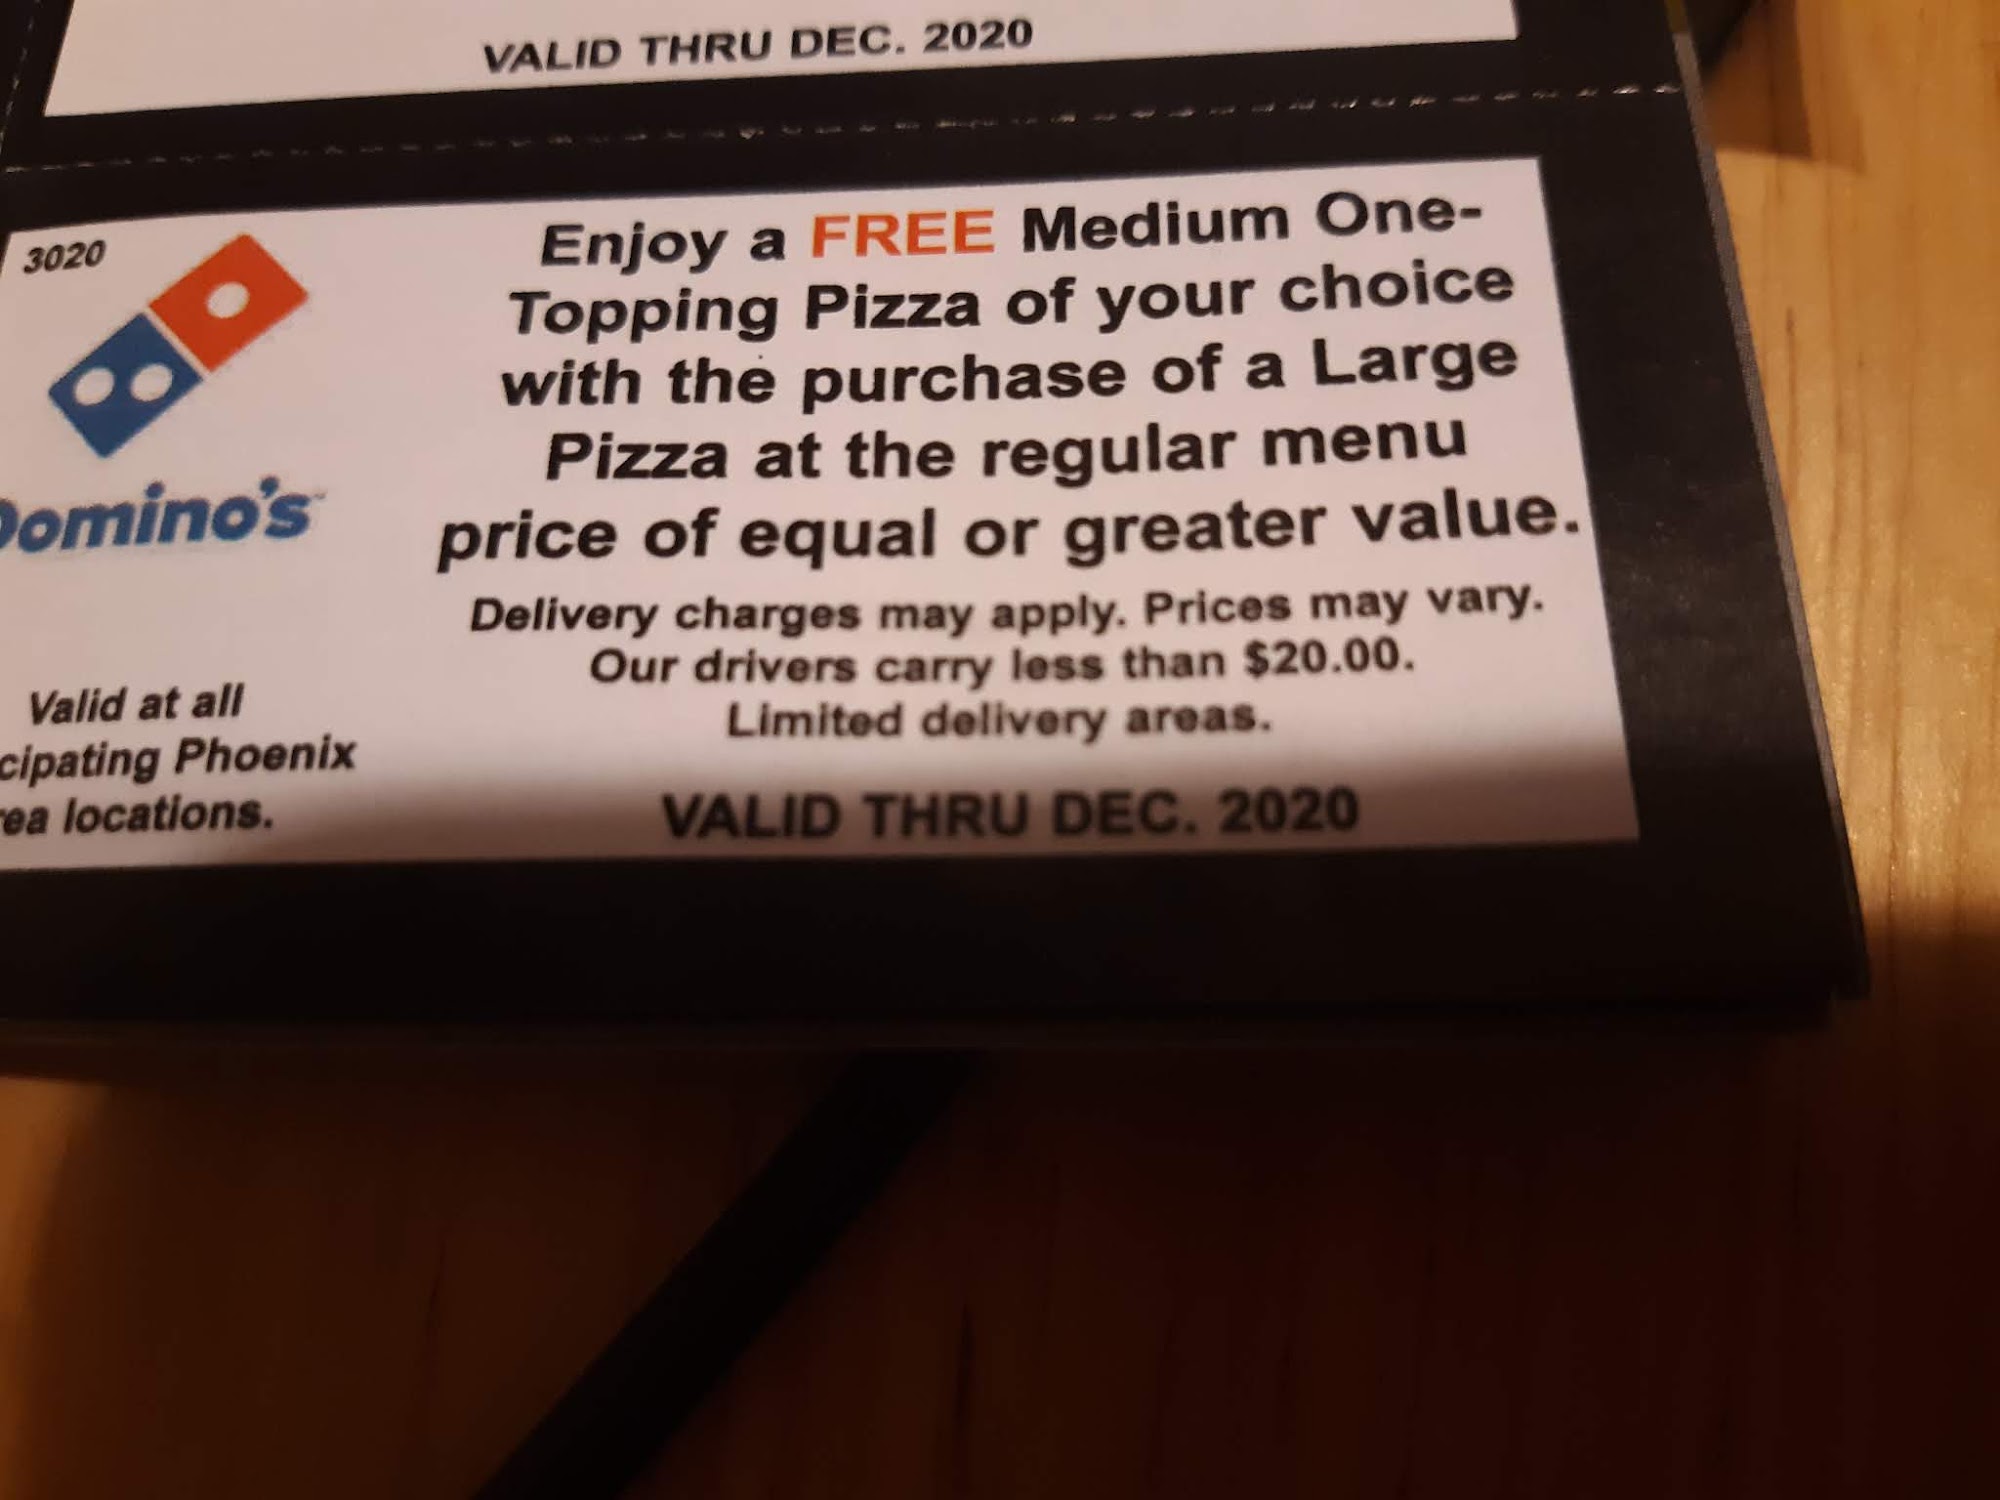 VALID THRU DEC. 2020
3020
Domino's
Valid at all
cipating Phoenix
ea locations.
Enjoy a FREE Medium One-
Topping Pizza of your choice
with the purchase of a Large
Pizza at the regular menu
price of equal or greater value.
Delivery charges may apply. Prices may vary.
Our drivers carry less than $20.00.
Limited delivery areas.
VALID THRU DEC. 2020